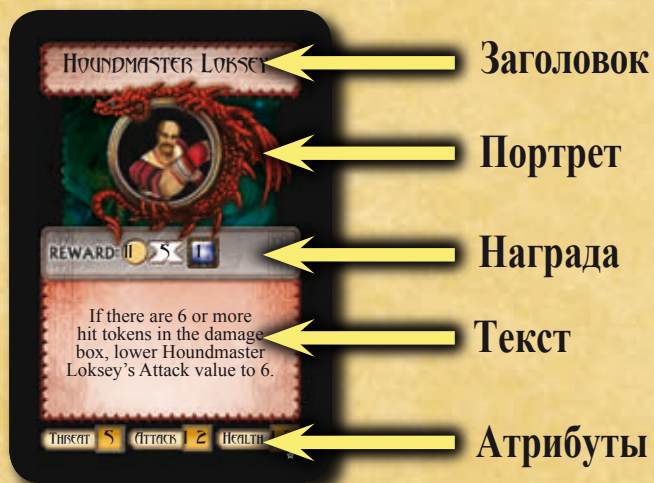 Houndmaster Loksey
Заголовок
Портрет
REWARD: 11 5 1
Награда
If there are 6 or more
hit tokens in the damage
box, lower Houndmaster
Loksey's Attack value to 6.
Текст
Threat 5 Attack 12 Health
Атрибуты